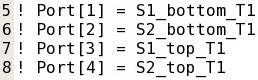 5 ! Port[1] = S1_bottom_T1
6 ! Port[2] = S2_bottom_T1
7 ! Port[3] = S1_top_T1
8 ! Port[4] = S2_top_T1